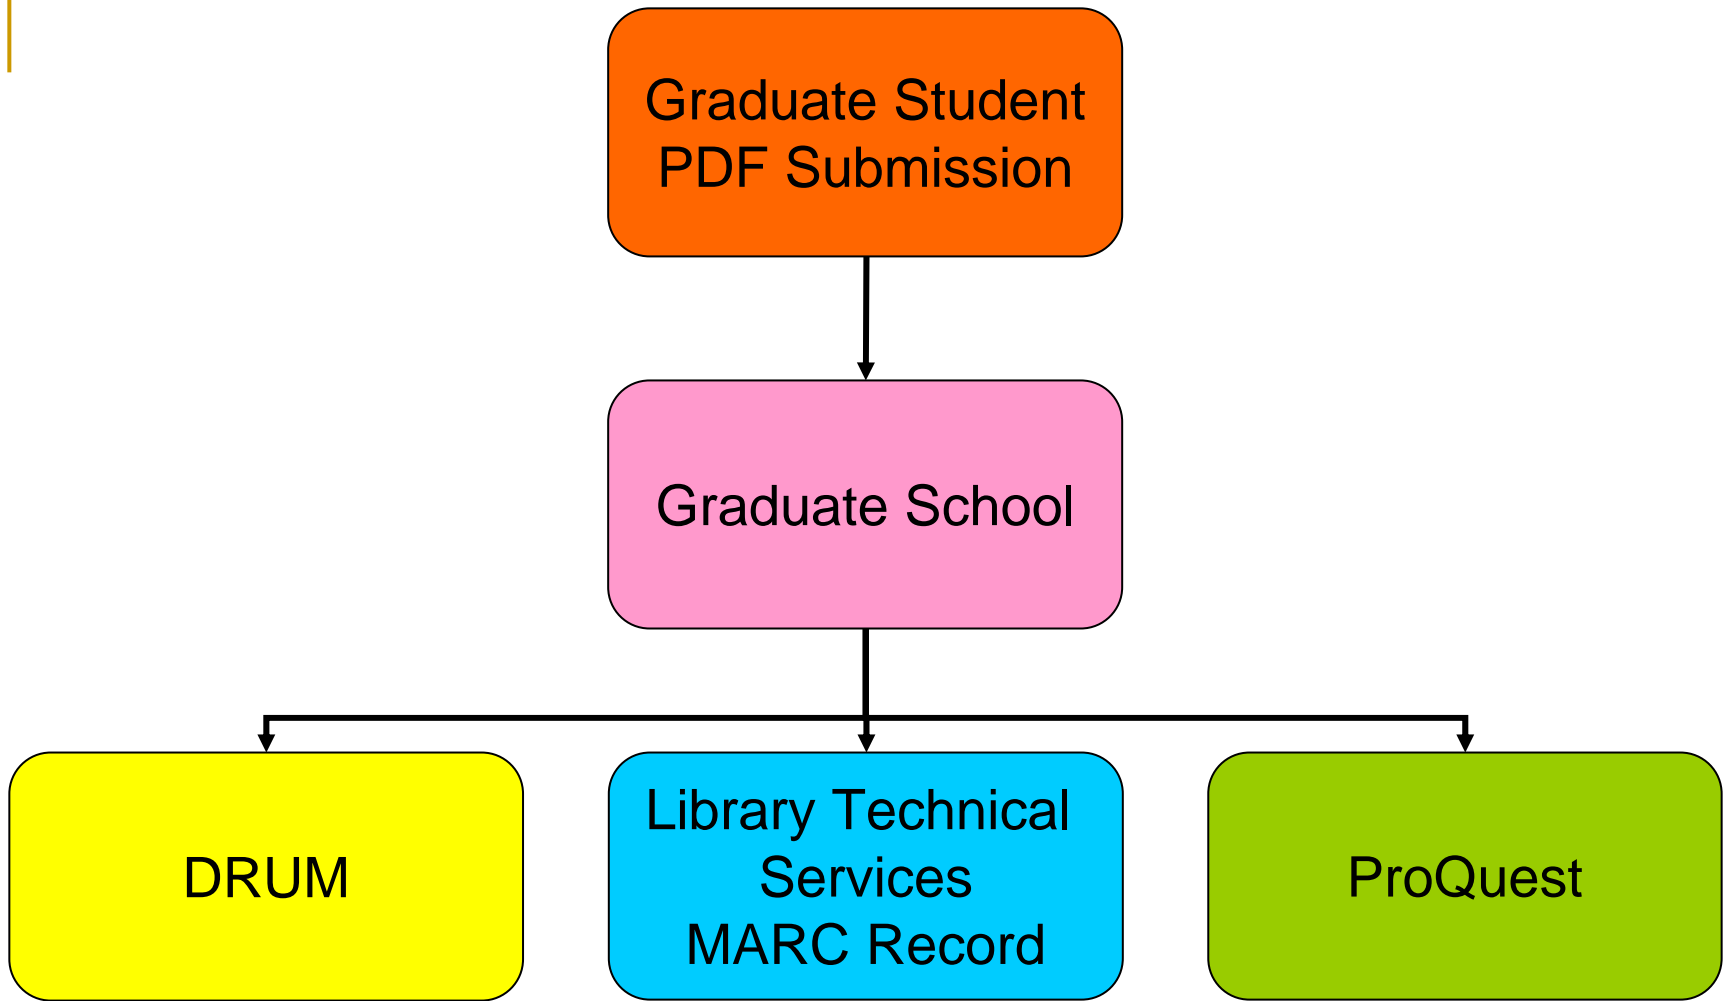 Graduate Student
PDF Submission
Graduate School
DRUM
Library Technical
Services
MARC Record
ProQuest